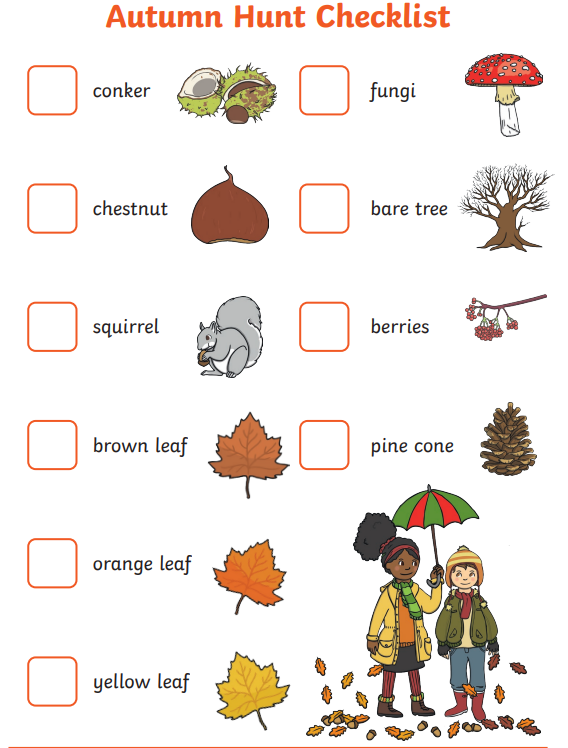 Autumn Hunt Checklist
conker
fungi
chestnut
bare tree
squirrel
berries
brown leaf
pine cone
orange leaf
yellow leaf